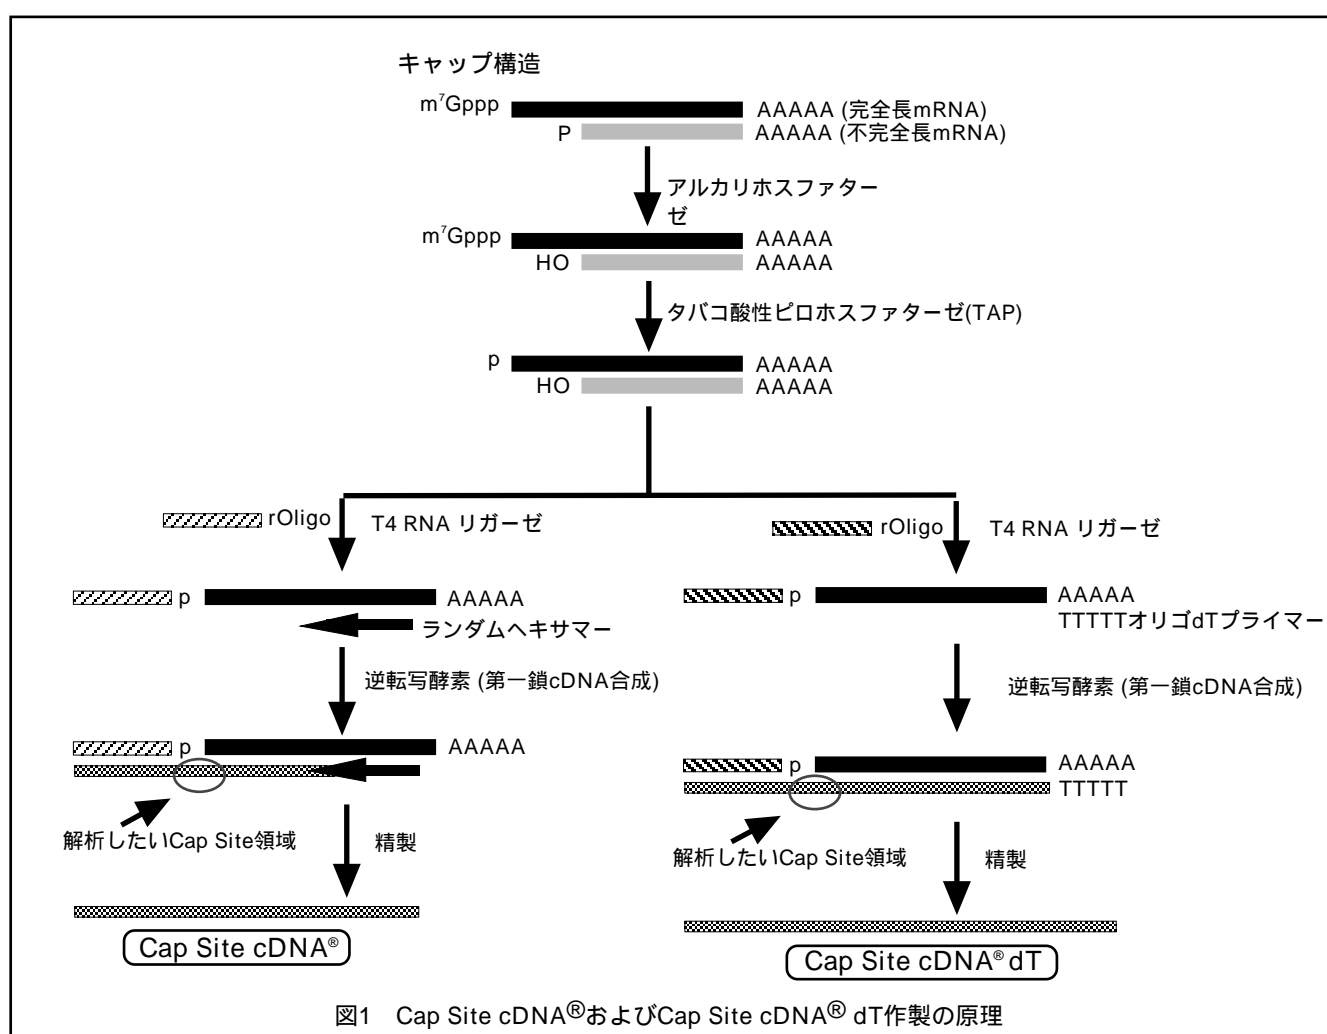 キャップ構造
m⁷Gppp AAAAA (完全長mRNA)
P AAAAA (不完全長mRNA)
アルカリホスファター
ゼ
m⁷Gppp AAAAA
HO AAAAA
タバコ酸性ピロホスファターゼ(TAP)
p AAAAA
HO AAAAA
rOligo T4 RNA リガーゼ
rOligo T4 RNA リガーゼ
p AAAAA
ランダムヘキサマー
p AAAAA
TTTTTオリゴdTプライマー
逆転写酵素 (第一鎖cDNA合成)
逆転写酵素 (第一鎖cDNA合成)
p AAAAA
p AAAAA
TTTTT
解析したいCap Site領域 精製
解析したいCap Site領域 精製
Cap Site cDNA®
Cap Site cDNA® dT
図1 Cap Site cDNA®およびCap Site cDNA® dT作製の原理